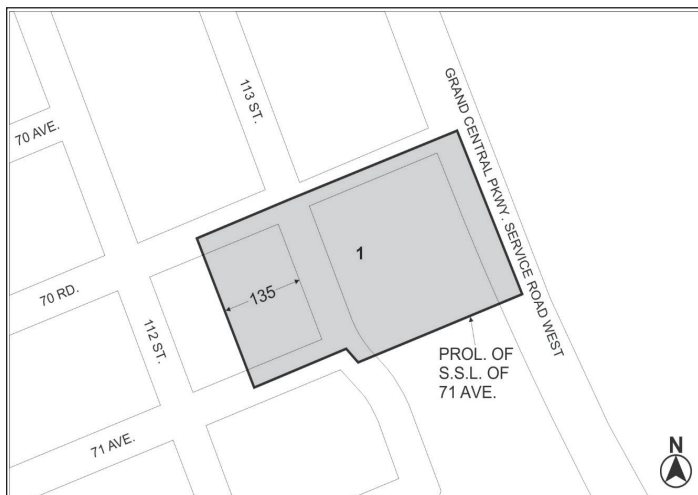 70 AVE.
113 ST.
GRAND CENTRAL PKWY. SERVICE ROAD WEST
1
135
70 RD.
112 ST.
PROL. OF
S.S.L. OF
71 AVE.
71 AVE.
N